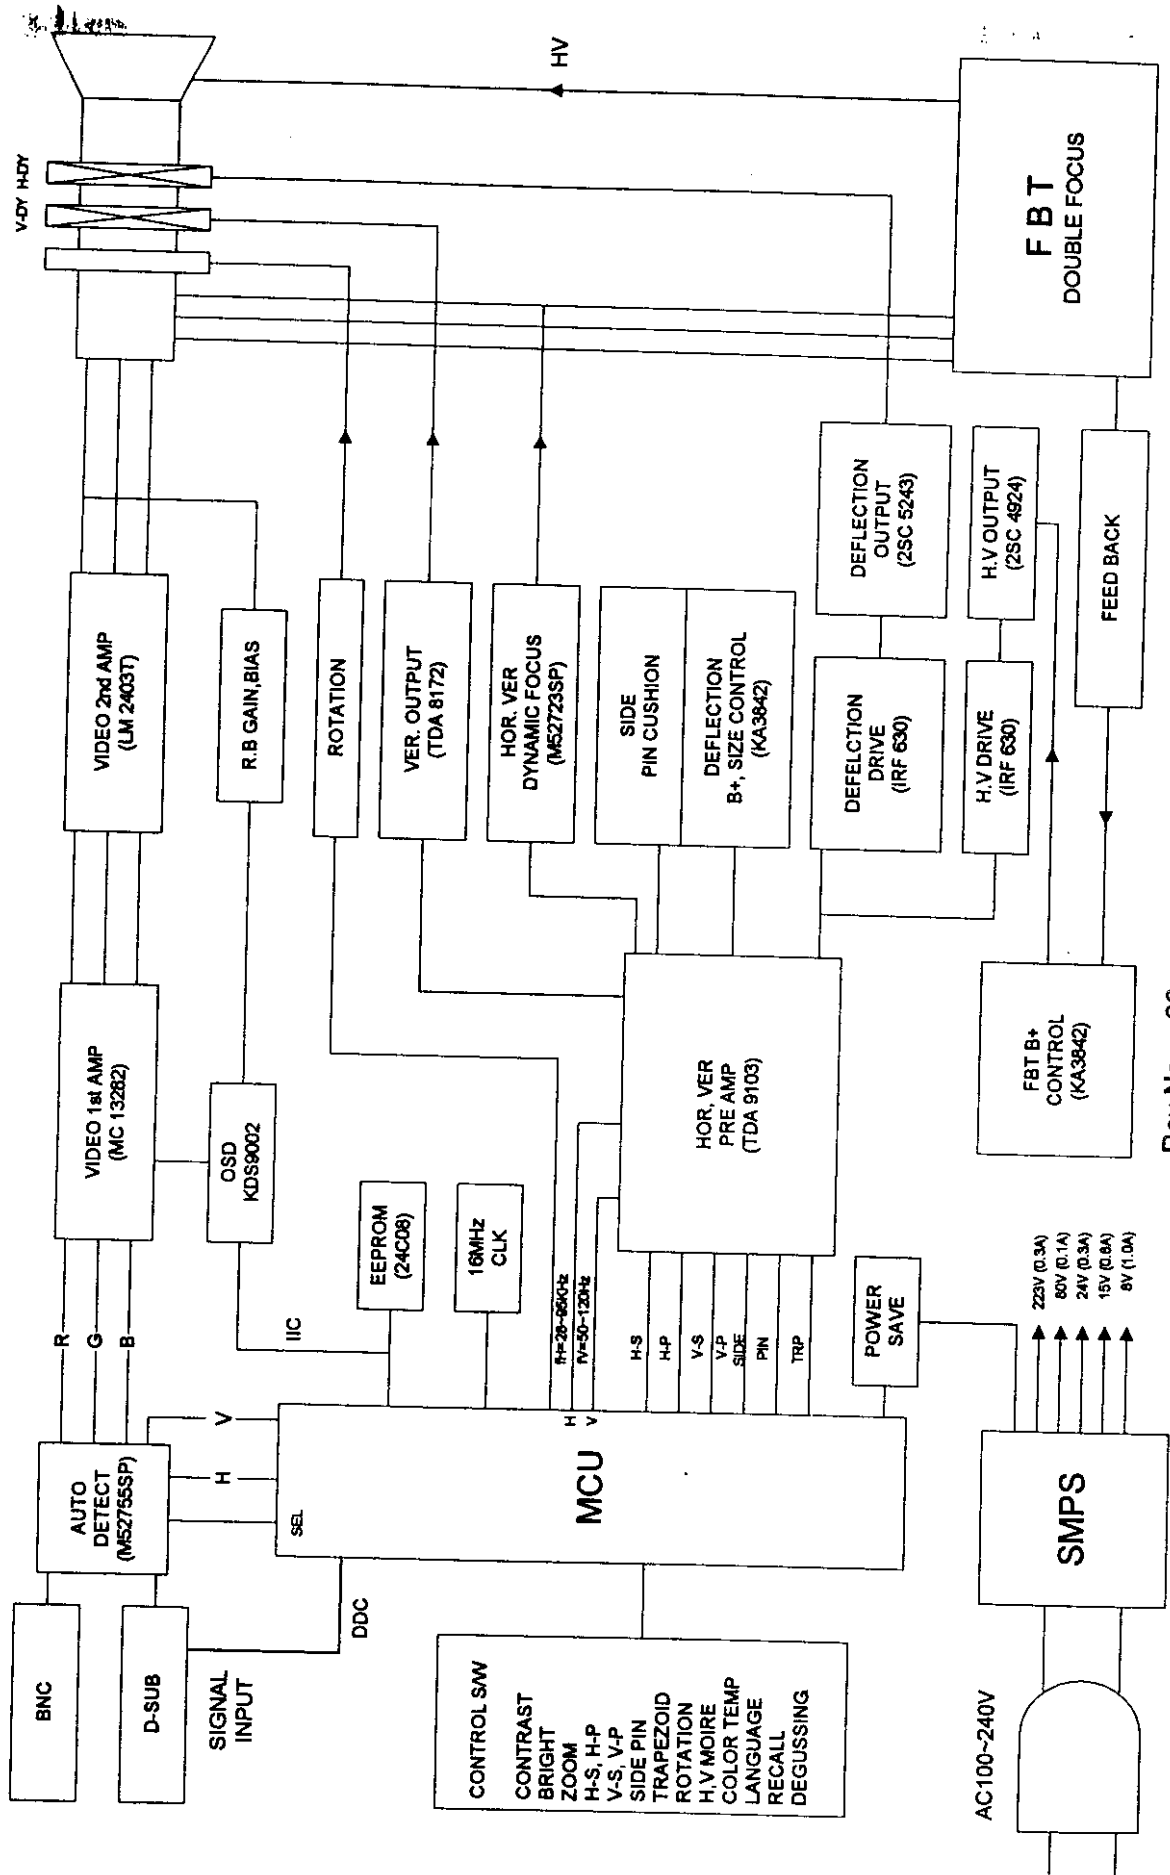 BNC
D-SUB
SIGNAL
INPUT
AUTO
DETECT
(M52755SP)
R
G
B
V
H
SEL
DDC
VIDEO 1st AMP
(MC 13282)
VIDEO 2nd AMP
(LM 2403T)
V-DY H-DY
OSD
KDS9002
R.B GAIN,BIAS
IIC
EEPROM
(24C08)
16MHz
CLK
ROTATION
VER. OUTPUT
(TDA 8172)
HOR. VER
DYNAMIC FOCUS
(M52723SP)
SIDE
PIN CUSHION
DEFLECTION
B+, SIZE CONTROL
(KA3842)
DEFELCTION
DRIVE
(IRF 630)
DEFLECTION
OUTPUT
(2SC 5243)
H.V DRIVE
(IRF 630)
H.V OUTPUT
(2SC 4924)
HV
FBT
DOUBLE FOCUS
FEED BACK
FBT B+
CONTROL
(KA3842)
HOR, VER
PRE AMP
(TDA 9103)
H
V
fH=28~95KHz
fV=50~120Hz
H-S
H-P
V-S
V-P
SIDE
PIN
TRP
MCU
POWER
SAVE
CONTROL S/W
CONTRAST
BRIGHT
ZOOM
H-S, H-P
V-S, V-P
SIDE PIN
TRAPEZOID
ROTATION
H,V MOIRE
COLOR TEMP
LANGUAGE
RECALL
DEGUSSING
AC100~240V
SMPS
223V (0.3A)
80V (0.1A)
24V (0.3A)
15V (0.8A)
8V (1.0A)